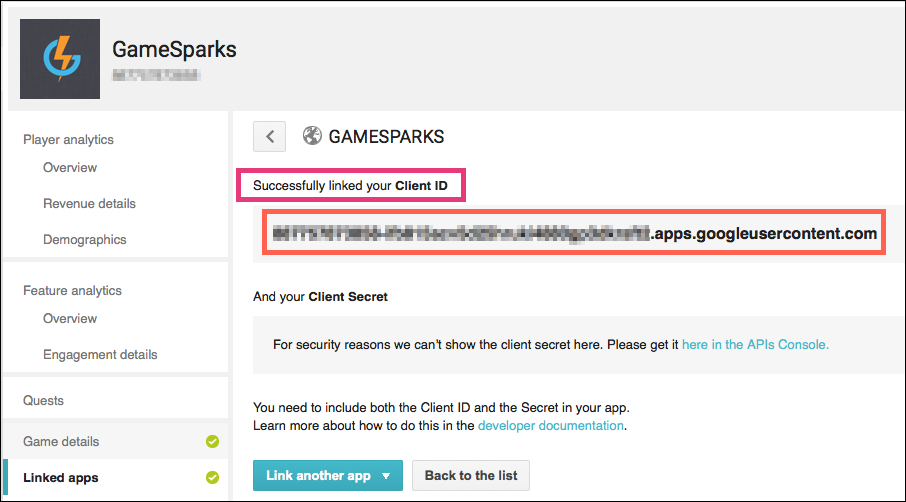 GameSparks
Player analytics
Overview
Revenue details
Demographics
Feature analytics
Overview
Engagement details
Quests
Game details
Linked apps
GAMESPARKS
Successfully linked your Client ID
.apps.googleusercontent.com
And your Client Secret
For security reasons we can't show the client secret here. Please get it here in the APIs Console.
You need to include both the Client ID and the Secret in your app.
Learn more about how to do this in the developer documentation.
Link another app
Back to the list